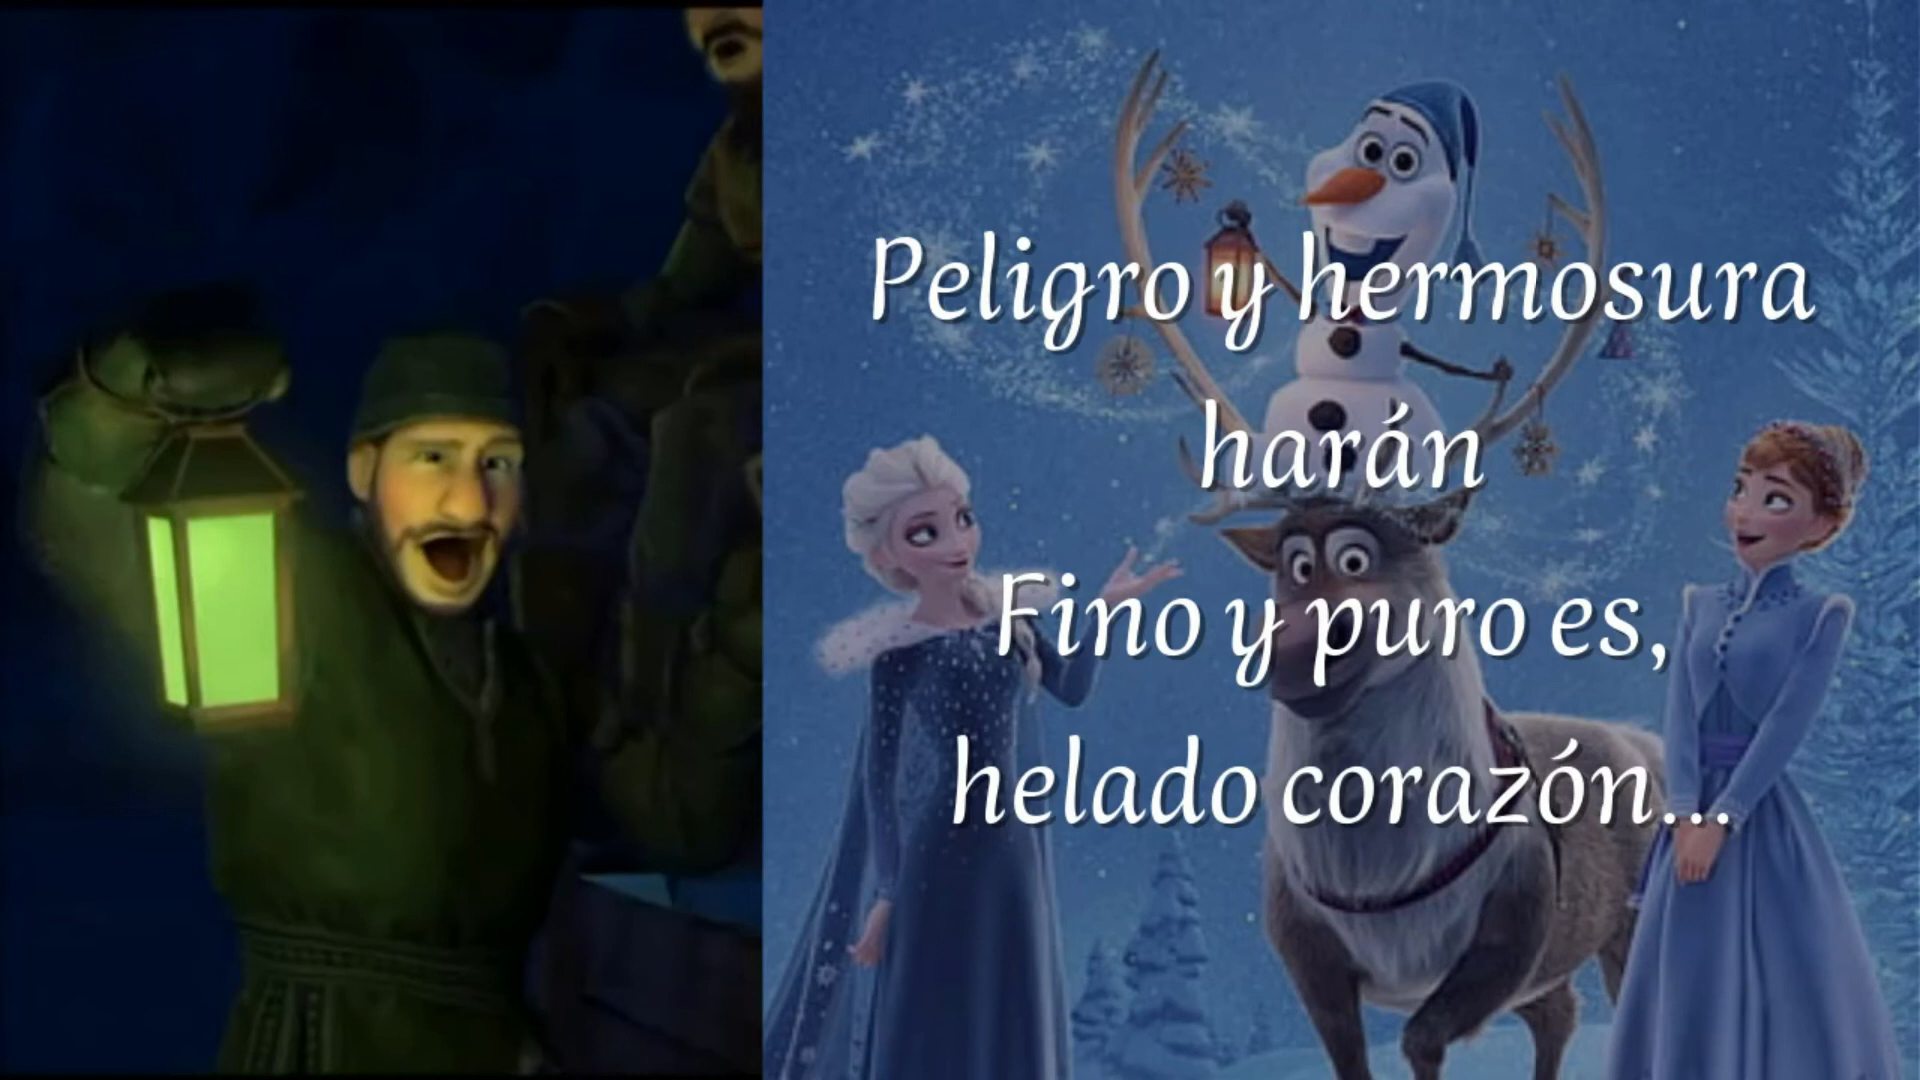 Peligro y hermosura
harán
Fino y puro es,
helado corazón...